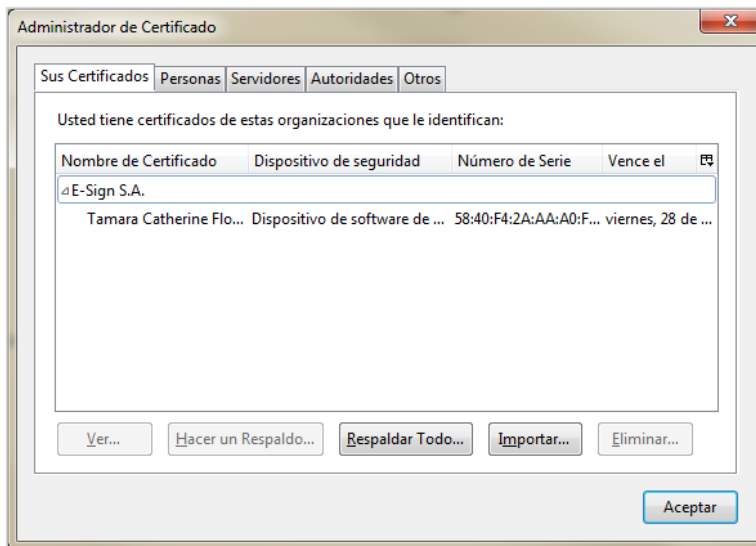 Administrador de Certificado
Sus Certificados Personas Servidores Autoridades Otros
Usted tiene certificados de estas organizaciones que le identifican:
Nombre de Certificado Dispositivo de seguridad Número de Serie Vence el
E-Sign S.A.
Tamara Catherine Flo... Dispositivo de software de ... 58:40:F4:2A:AA:A0:F... viernes, 28 de ...
Ver... Hacer un Respaldo... Respaldar Todo... Importar... Eliminar...
Aceptar